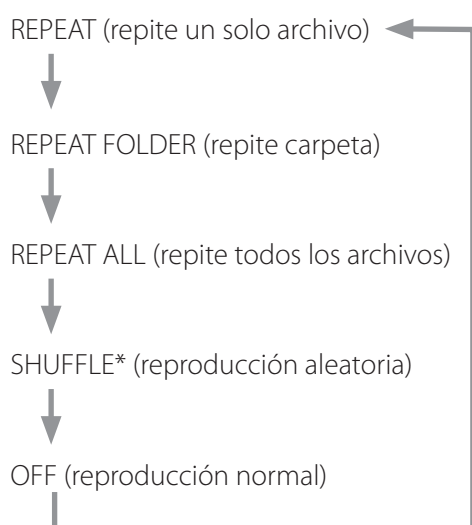 REPEAT (repite un solo archivo)
REPEAT FOLDER (repite carpeta)
REPEAT ALL (repite todos los archivos)
SHUFFLE* (reproducción aleatoria)
OFF (reproducción normal)